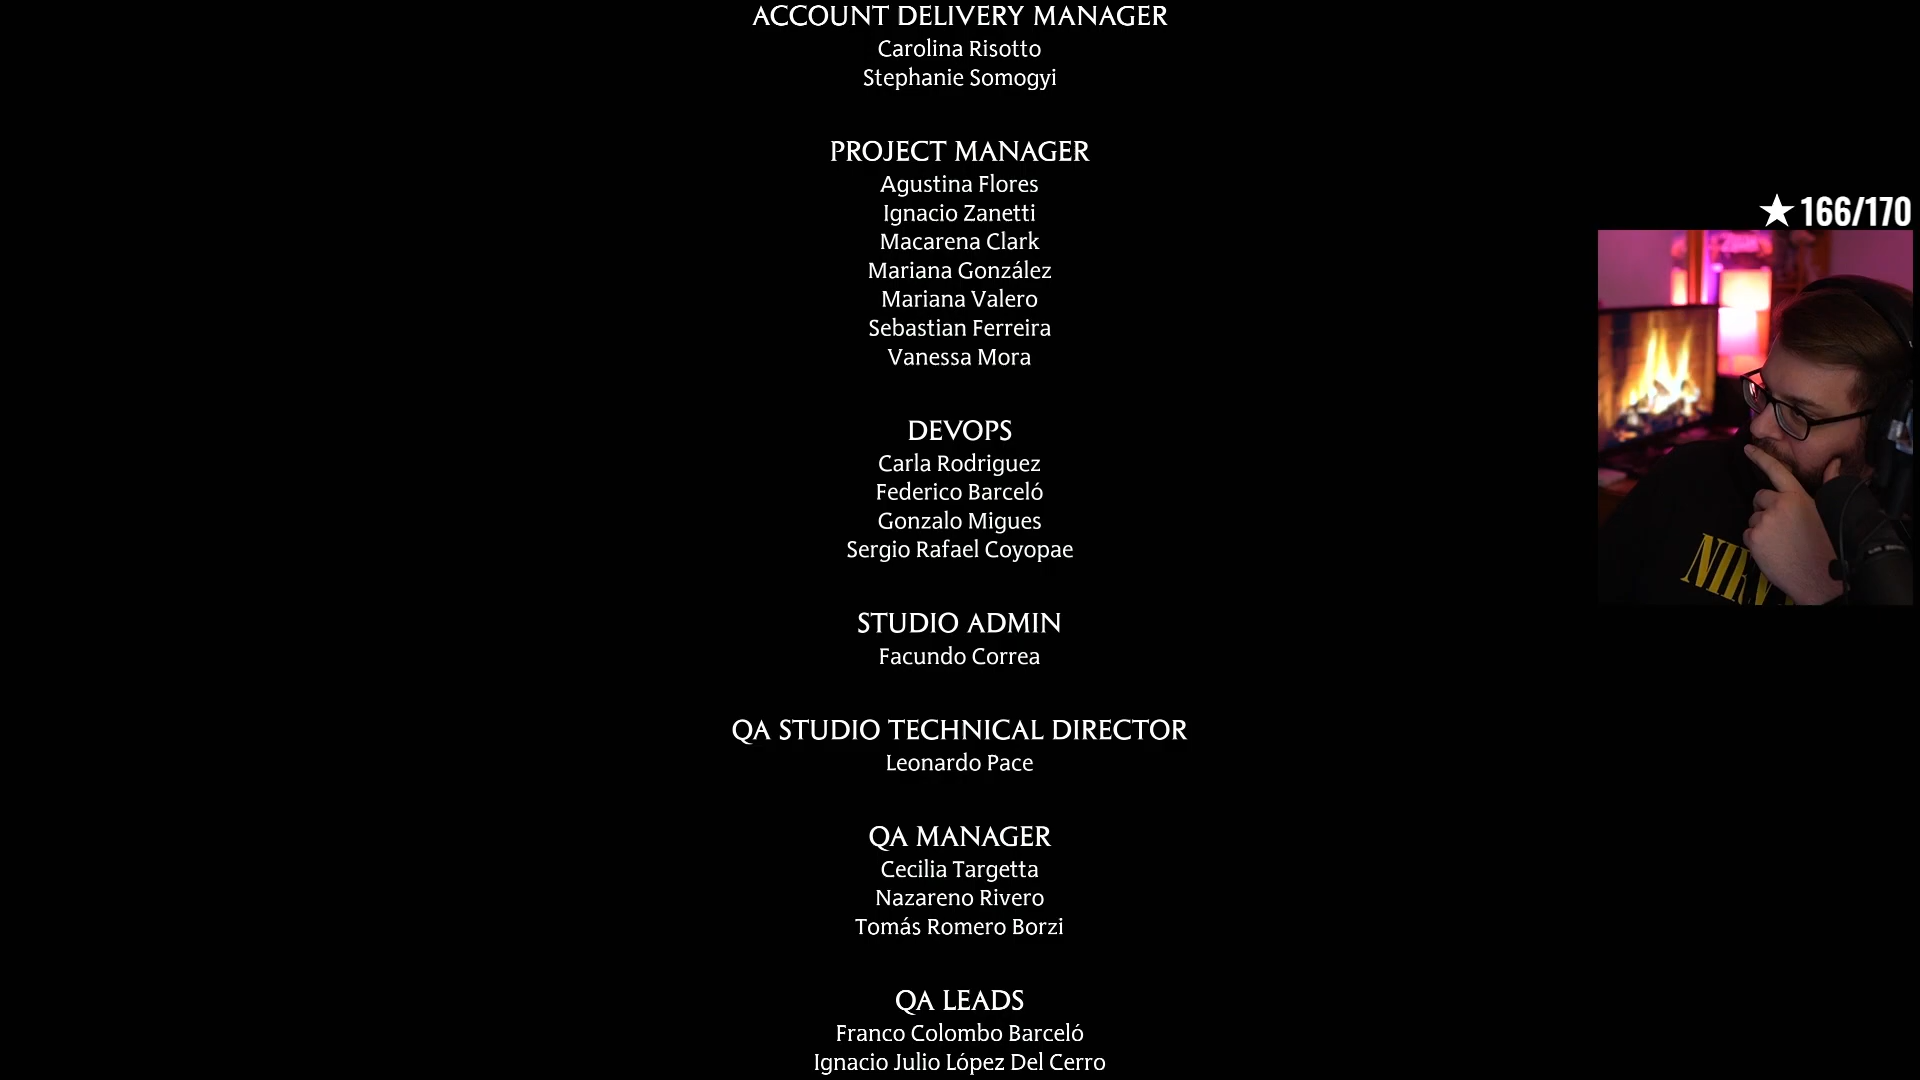 ACCOUNT DELIVERY MANAGER
Carolina Risotto
Stephanie Somogyi
PROJECT MANAGER
Agustina Flores
Ignacio Zanetti
Macarena Clark
Mariana González
Mariana Valero
Sebastian Ferreira
Vanessa Mora
DEVOPS
Carla Rodriguez
Federico Barceló
Gonzalo Migues
Sergio Rafael Coyopae
STUDIO ADMIN
Facundo Correa
QA STUDIO TECHNICAL DIRECTOR
Leonardo Pace
QA MANAGER
Cecilia Targetta
Nazareno Rivero
Tomás Romero Borzi
QA LEADS
Franco Colombo Barceló
Ignacio Julio López Del Cerro
★ 166/170